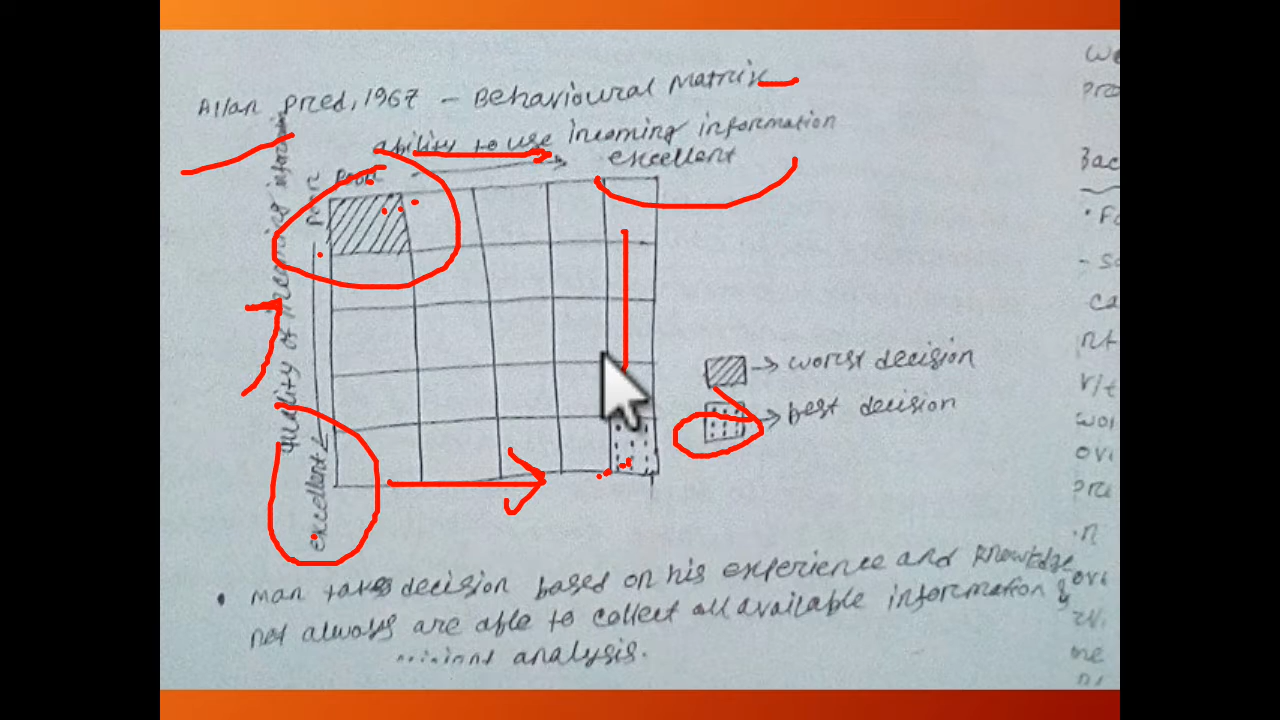 Allan Pred, 1967 - Behavioural Matrix
ability to use incoming information
Poor
excellent
Poor
quality of incoming information
excellent
worst decision
best decision
• man takes decision based on his experience and knowledge
not always are able to collect all available information &
analysis.